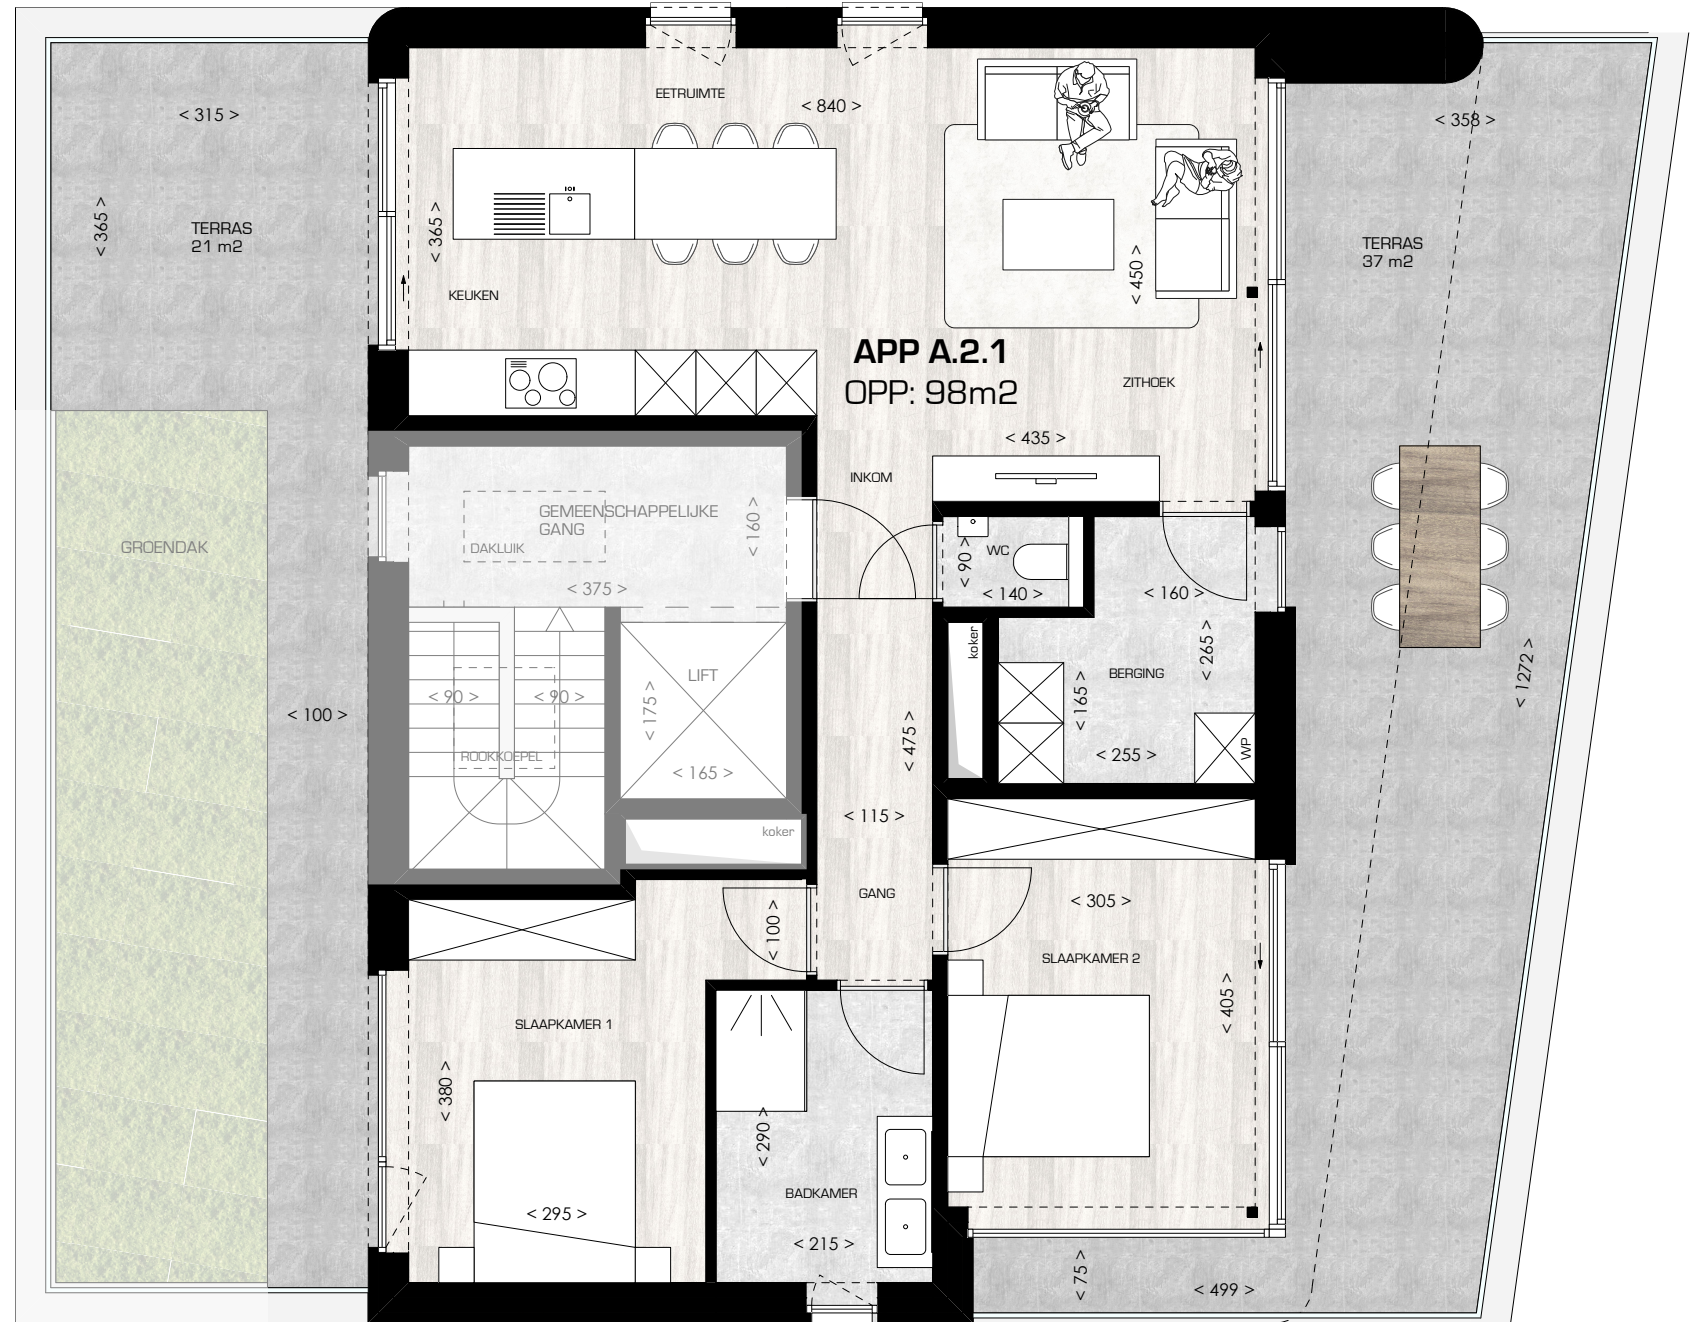 EETRUIMTE
< 840 >
< 315 >
< 358 >
< 365 >
TERRAS
21 m2
< 365 >
TERRAS
37 m2
< 450 >
KEUKEN
APP A.2.1
OPP: 98m2
ZITHOEK
< 435 >
INKOM
GEMEENSCHAPPELIJKE
GANG
DAKLUIK
< 160 >
< 375 >
GROENDAK
WC
< 90 >
< 140 >
< 160 >
koker
< 265 >
BERGING
< 165 >
< 255 >
WP
< 1272 >
LIFT
< 175 >
< 165 >
< 90 >
< 90 >
ROOKKOEPEL
< 100 >
< 475 >
< 115 >
koker
GANG
< 100 >
< 305 >
SLAAPKAMER 2
< 405 >
SLAAPKAMER 1
< 380 >
< 290 >
BADKAMER
< 295 >
< 215 >
< 75 >
< 499 >